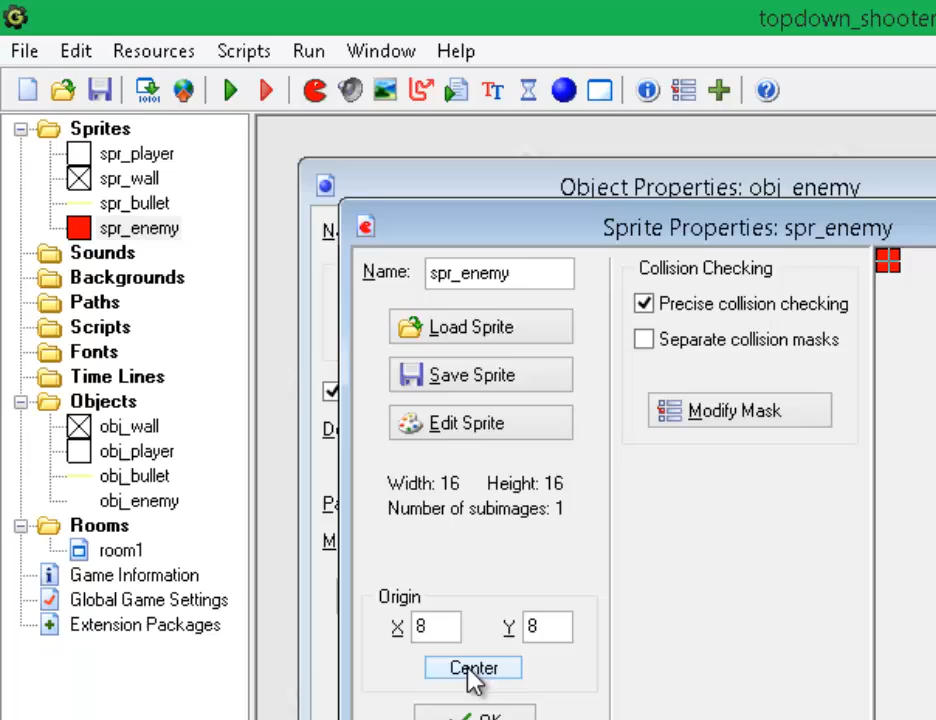 topdown_shooter
File Edit Resources Scripts Run Window Help
Sprites
spr_player
spr_wall
spr_bullet
spr_enemy
Sounds
Backgrounds
Paths
Scripts
Fonts
Time Lines
Objects
obj_wall
obj_player
obj_bullet
obj_enemy
Rooms
room1
Game Information
Global Game Settings
Extension Packages
Object Properties: obj_enemy
Sprite Properties: spr_enemy
Name: spr_enemy
Load Sprite
Save Sprite
Edit Sprite
Width: 16 Height: 16
Number of subimages: 1
Origin
X 8 Y 8
Center
OK
Collision Checking
Precise collision checking
Separate collision masks
Modify Mask